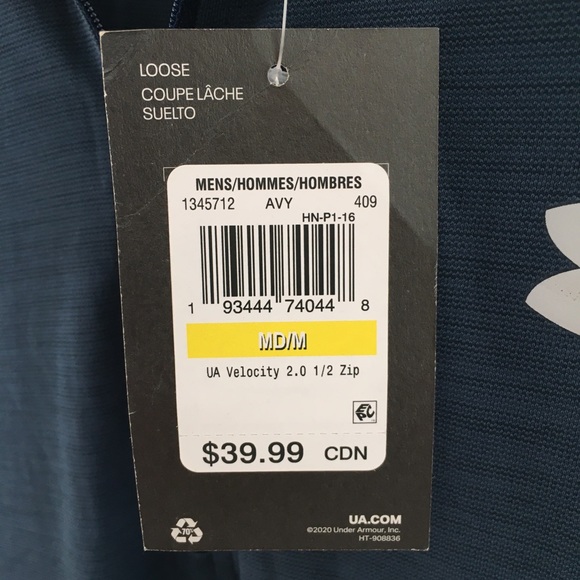 LOOSE
COUPE LÂCHE
SUELTO
MENS/HOMMES/HOMBRES
1345712 AVY 409
HN-P1-16
1 93444 74044 8
MD/M
UA Velocity 2.0 1/2 Zip
$39.99 CDN
70%
UA.COM
©2020 Under Armour, Inc.
HT-908836